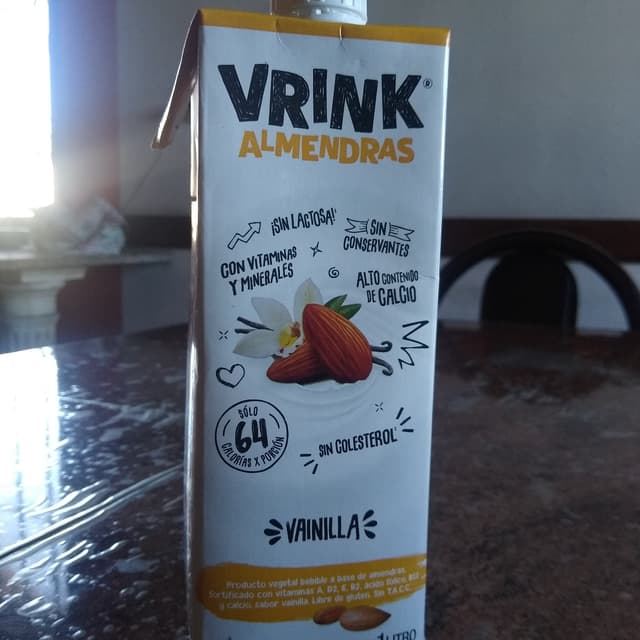 VRINK®
ALMENDRAS
¡SIN LACTOSA!
SIN
CONSERVANTES
CON VITAMINAS
Y MINERALES
ALTO CONTENIDO
DE CALCIO
SÓLO
64
CALORÍAS X PORCIÓN
SIN COLESTEROL
VAINILLA
Producto vegetal bebible a base de almendras,
fortificado con vitaminas A, D2, E, B2, ácido fólico, B12
y calcio, sabor vainilla. Libre de gluten. Sin T.A.C.C.
1 LITRO